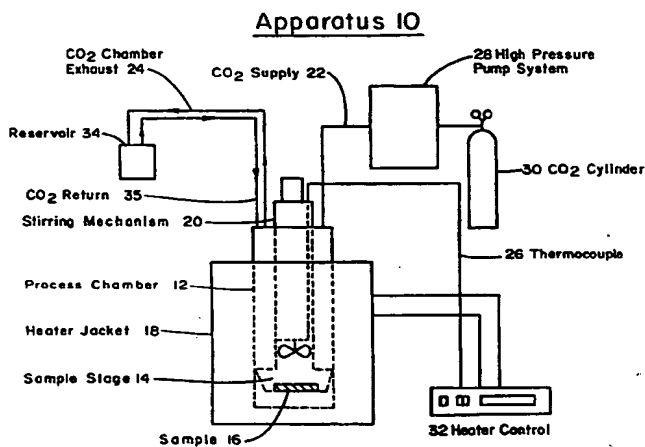 Apparatus 10
CO2 Chamber
Exhaust 24
CO2 Supply 22
28 High Pressure
Pump System
Reservoir 34
30 CO2 Cylinder
CO2 Return 35
Stirring Mechanism 20
26 Thermocouple
Process Chamber 12
Heater Jacket 18
Sample Stage 14
32 Heater Control
Sample 16